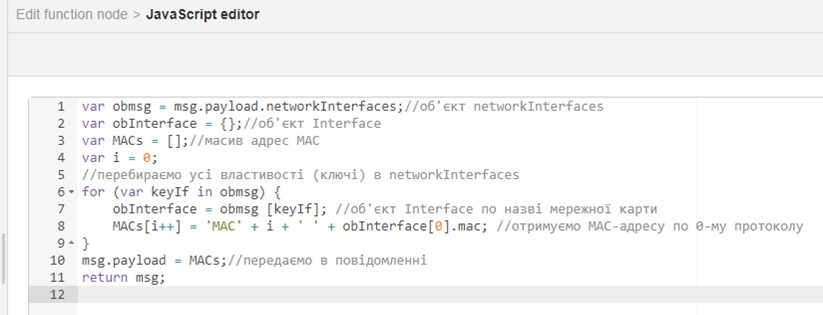 Edit function node > JavaScript editor
1 var obmsg = msg.payload.networkInterfaces;//об'єкт networkInterfaces
2 var obInterface = {};//об'єкт Interface
3 var MACs = [];//масив адрес MAC
4 var i = 0;
5 //перебираємо усі властивості (ключі) в networkInterfaces
6 for (var keyIf in obmsg) {
7 obInterface = obmsg [keyIf]; //об'єкт Interface по назві мережної карти
8 MACs[i++] = 'MAC' + i + ' ' + obInterface[0].mac; //отримуємо MAC-адресу по 0-му протоколу
9 }
10 msg.payload = MACs;//передаємо в повідомленні
11 return msg;
12